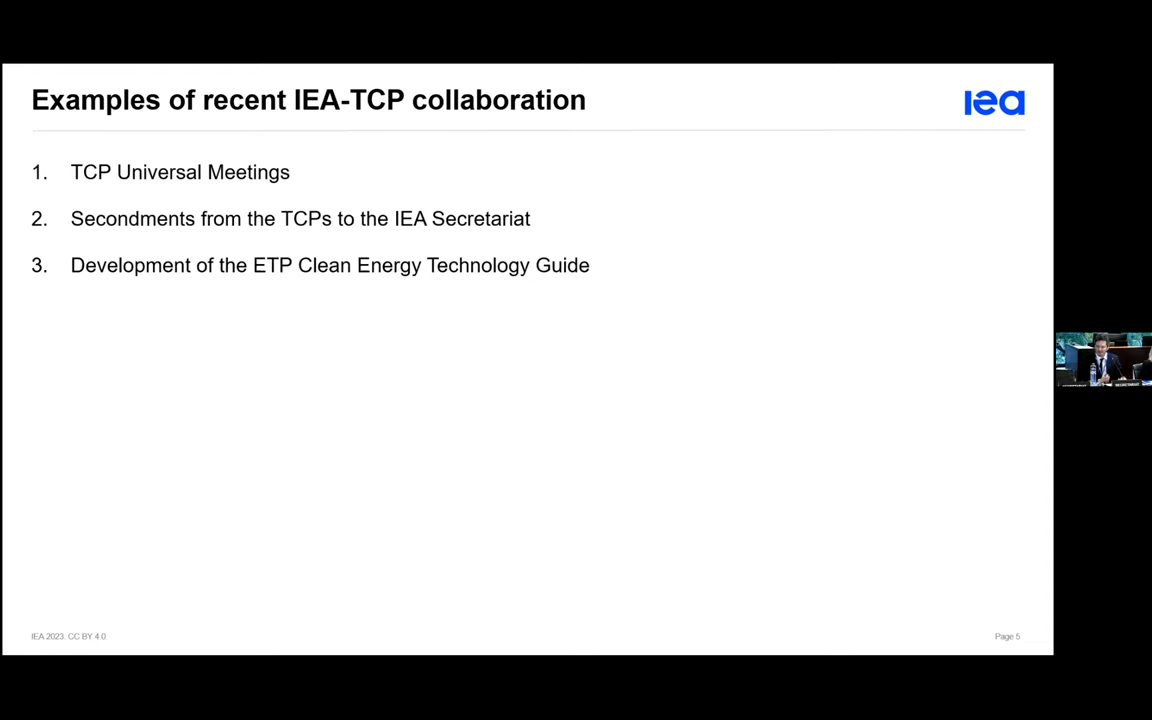 Examples of recent IEA-TCP collaboration
iea
1. TCP Universal Meetings
2. Secondments from the TCPs to the IEA Secretariat
3. Development of the ETP Clean Energy Technology Guide
SECRETARIAT
IEA 2023. CC BY 4.0.
Page 5